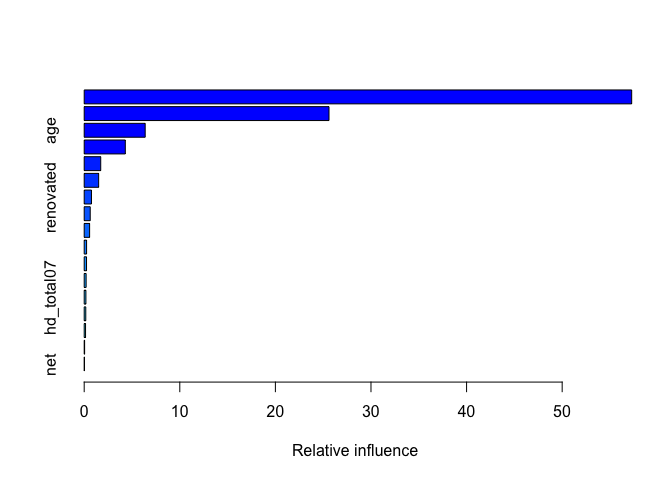 age
renovated
hd_total07
net
0 10 20 30 40 50
Relative influence